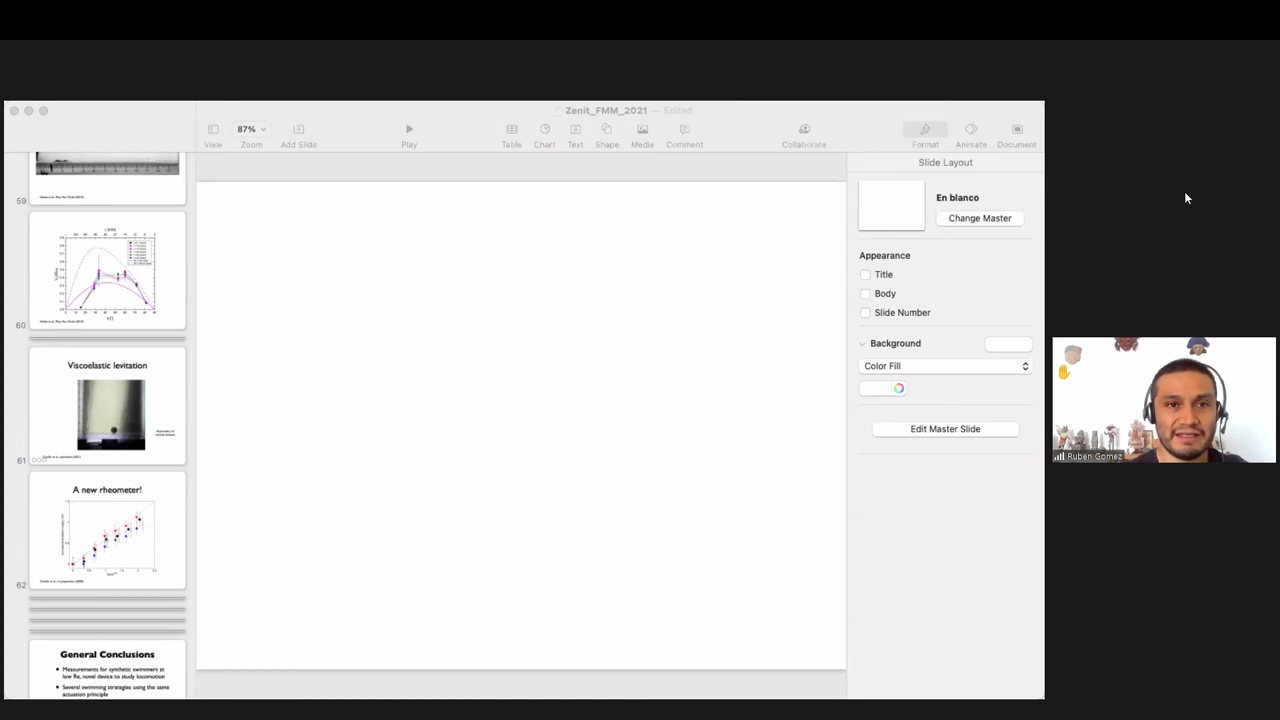 Zenit_FMM_2021 — Edited
87%
View
Zoom
Add Slide
Play
Table
Chart
Text
Shape
Media
Comment
Collaborate
Format
Animate
Document
59
60
Viscoelastic levitation
61
A new rheometer!
62
General Conclusions
• Measurements for synthetic swimmers at
low Re, novel device to study locomotion
• Several swimming strategies using the same
actuation principle
Slide Layout
En blanco
Change Master
Appearance
Title
Body
Slide Number
Background
Color Fill
Edit Master Slide
Ruben Gomez